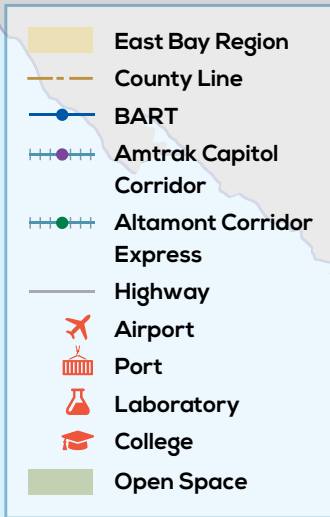 East Bay Region
County Line
BART
Amtrak Capitol
Corridor
Altamont Corridor
Express
Highway
Airport
Port
Laboratory
College
Open Space